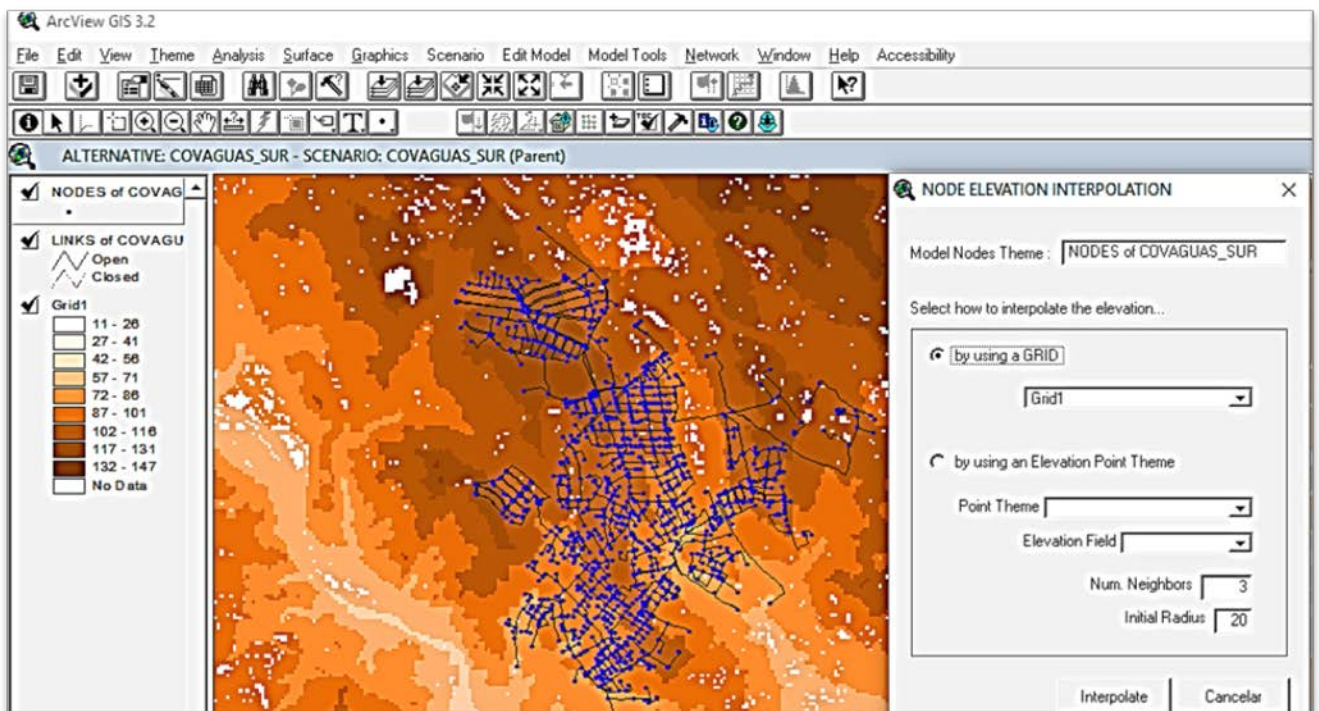 ArcView GIS 3.2
File Edit View Theme Analysis Surface Graphics Scenario Edit Model Model Tools Network Window Help Accessibility
ALTERNATIVE: COVAGUAS_SUR - SCENARIO: COVAGUAS_SUR (Parent)
NODES of COVAG
LINKS of COVAGU
Open
Closed
Grid1
11 - 26
27 - 41
42 - 56
57 - 71
72 - 86
87 - 101
102 - 116
117 - 131
132 - 147
No Data
NODE ELEVATION INTERPOLATION
Model Nodes Theme : NODES of COVAGUAS_SUR
Select how to interpolate the elevation...
by using a GRID
Grid1
by using an Elevation Point Theme
Point Theme
Elevation Field
Num. Neighbors 3
Initial Radius 20
Interpolate Cancelar